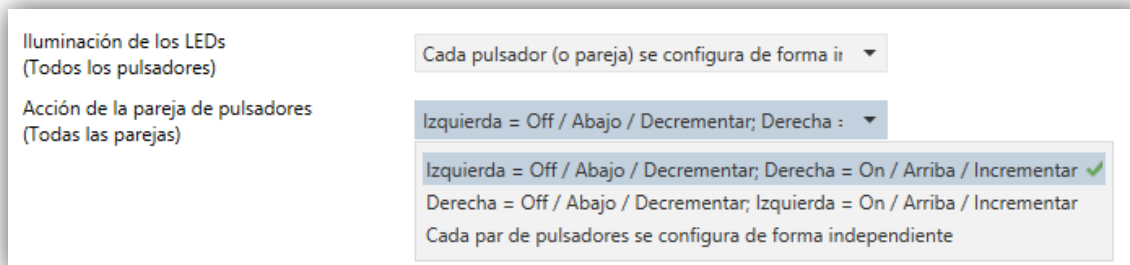 Iluminación de los LEDs
(Todos los pulsadores)
Cada pulsador (o pareja) se configura de forma ir
Acción de la pareja de pulsadores
(Todas las parejas)
Izquierda = Off / Abajo / Decrementar; Derecha :
Izquierda = Off / Abajo / Decrementar; Derecha = On / Arriba / Incrementar
Derecha = Off / Abajo / Decrementar; Izquierda = On / Arriba / Incrementar
Cada par de pulsadores se configura de forma independiente